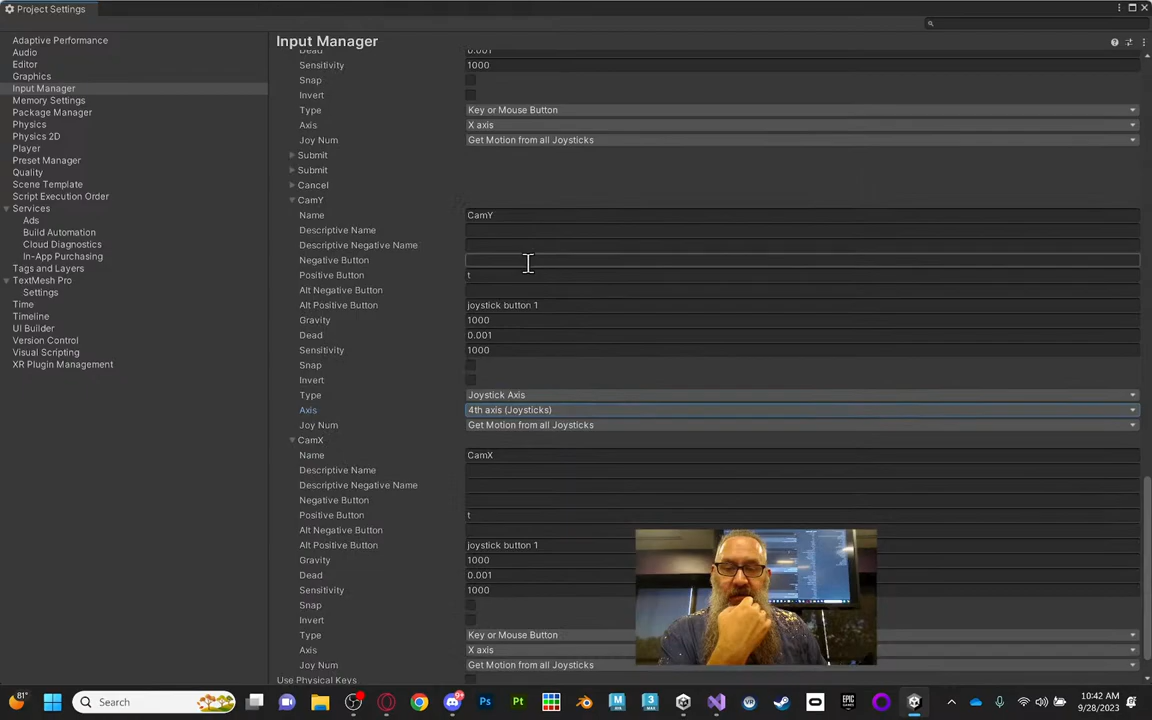 Project Settings
Adaptive Performance
Audio
Editor
Graphics
Input Manager
Memory Settings
Package Manager
Physics
Physics 2D
Player
Preset Manager
Quality
Scene Template
Script Execution Order
Services
Ads
Build Automation
Cloud Diagnostics
In-App Purchasing
Tags and Layers
TextMesh Pro
Settings
Time
Timeline
UI Builder
Version Control
Visual Scripting
XR Plugin Management
Input Manager
Dead 0.001
Sensitivity 1000
Snap
Invert
Type Key or Mouse Button
Axis X axis
Joy Num Get Motion from all Joysticks
Submit
Submit
Cancel
CamY
Name CamY
Descriptive Name
Descriptive Negative Name
Negative Button
Positive Button t
Alt Negative Button
Alt Positive Button joystick button 1
Gravity 1000
Dead 0.001
Sensitivity 1000
Snap
Invert
Type Joystick Axis
Axis 4th axis (Joysticks)
Joy Num Get Motion from all Joysticks
CamX
Name CamX
Descriptive Name
Descriptive Negative Name
Negative Button
Positive Button t
Alt Negative Button
Alt Positive Button joystick button 1
Gravity 1000
Dead 0.001
Sensitivity 1000
Snap
Invert
Type Key or Mouse Button
Axis X axis
Joy Num Get Motion from all Joysticks
Use Physical Keys
81°
Search
Ps
Pt
M
3
VR
EPIC
10:42 AM
9/28/2023